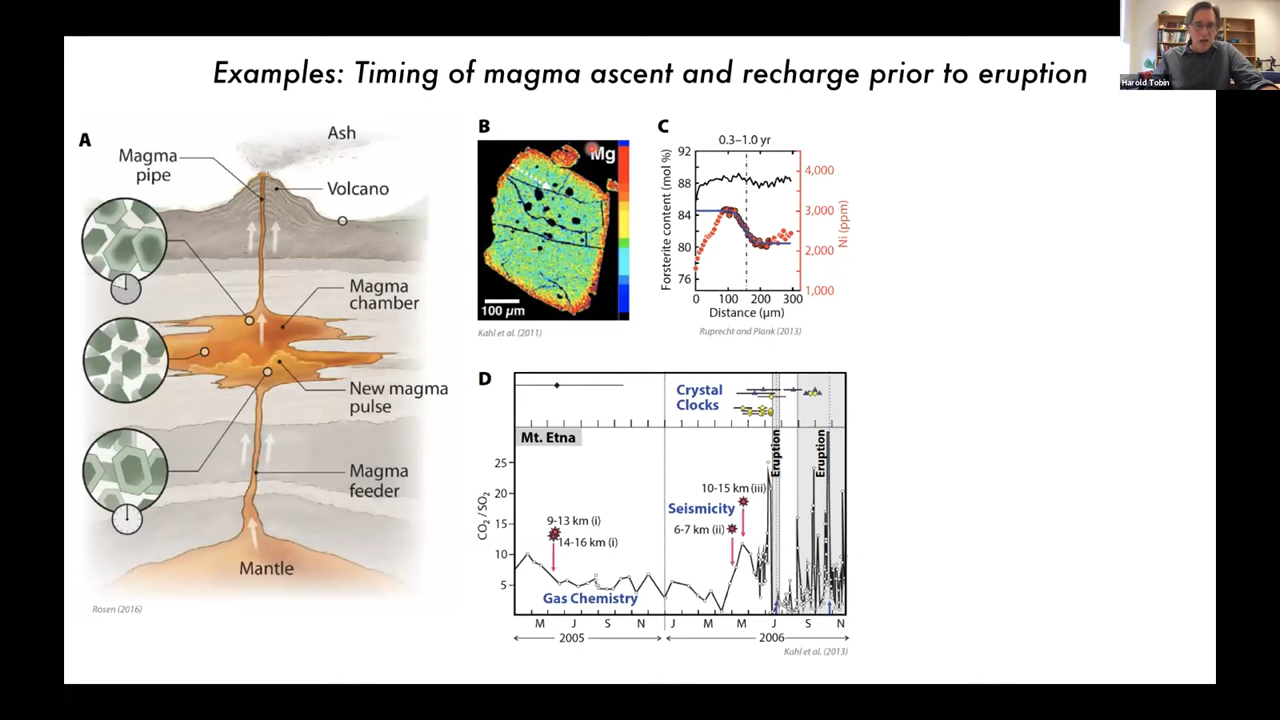 Examples: Timing of magma ascent and recharge prior to eruption
Harold Tobin
A
Ash
Magma
pipe
Volcano
Magma
chamber
New magma
pulse
Magma
feeder
Mantle
Rosen (2016)
B
Mg
100 µm
Kahl et al. (2011)
C
0.3–1.0 yr
Forsterite content (mol %)
92
88
84
80
76
4,000
3,000
2,000
1,000
Ni (ppm)
0 100 200 300
Distance (µm)
Ruprecht and Plank (2013)
D
Crystal
Clocks
Mt. Etna
Eruption
Eruption
CO2 / SO2
25
20
15
10
5
10-15 km (iii)
Seismicity
6-7 km (ii)
9-13 km (i)
14-16 km (i)
Gas Chemistry
M J S N J M M J S N
2005 2006
Kahl et al. (2013)